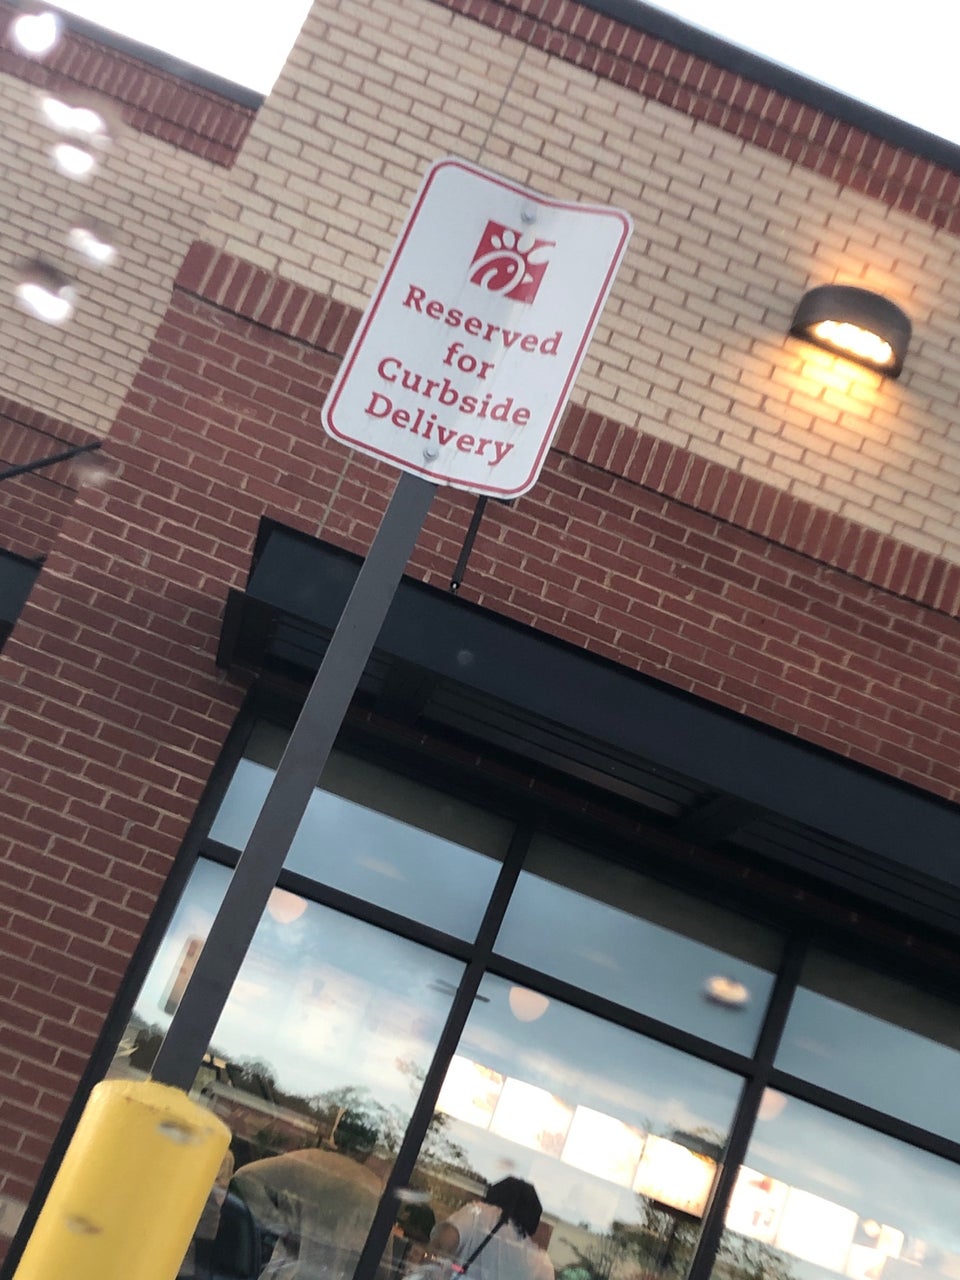 Reserved
for
Curbside
Delivery